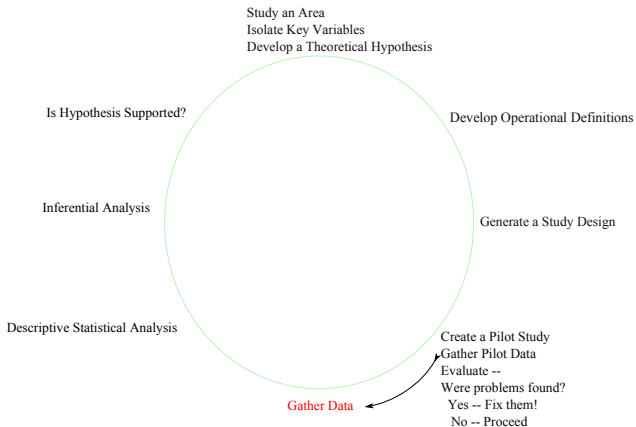 Study an Area
Isolate Key Variables
Develop a Theoretical Hypothesis
Develop Operational Definitions
Generate a Study Design
Create a Pilot Study
Gather Pilot Data
Evaluate --
Were problems found?
Yes -- Fix them!
No -- Proceed
Gather Data
Descriptive Statistical Analysis
Inferential Analysis
Is Hypothesis Supported?